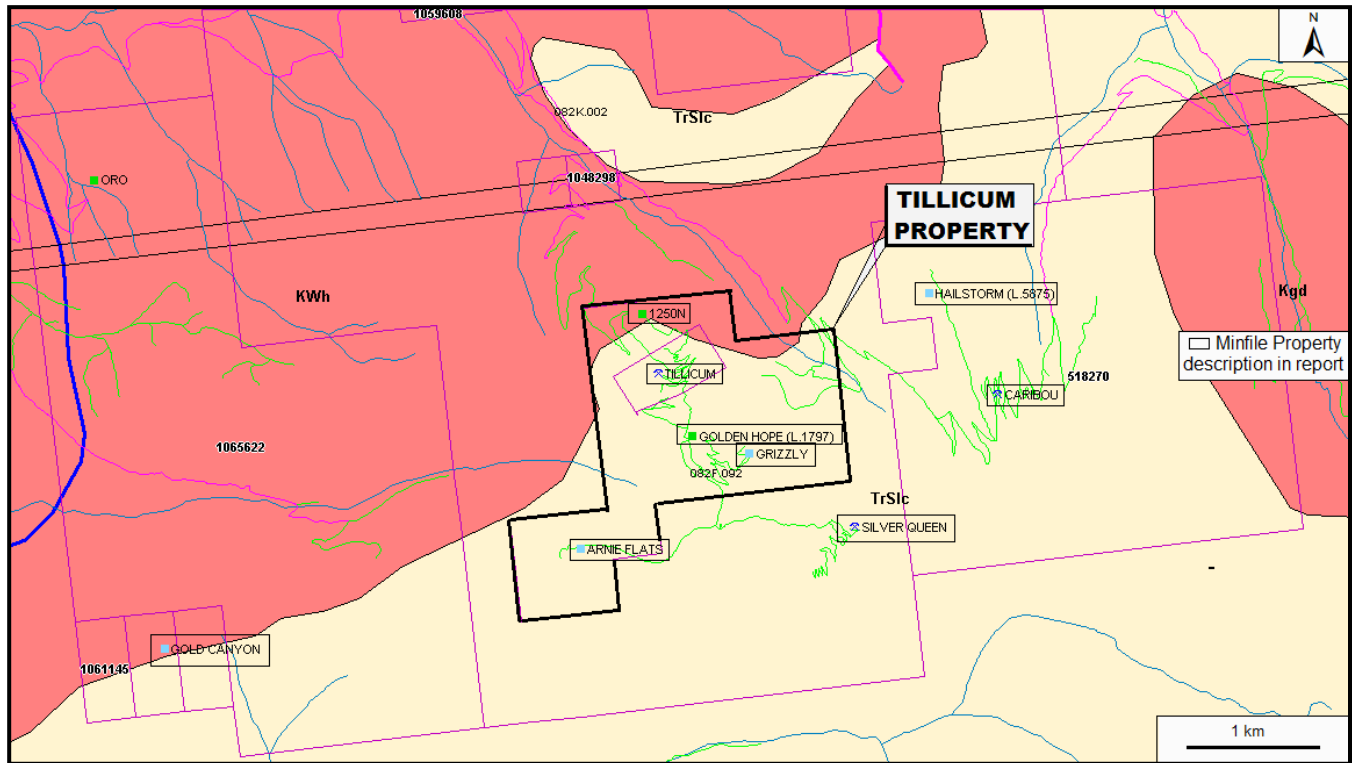 1059608
N
082K.002
TrSlc
ORO
1048298
TILLICUM
PROPERTY
KWh
HAILSTORM (L.5875)
Kgd
1250N
Minfile Property
description in report
TILLICUM
518270
CARIBOU
1065622
GOLDEN HOPE (L.1797)
GRIZZLY
082F.092
TrSlc
SILVER QUEEN
ARNIE FLATS
GOLD CANYON
1061145
1 km